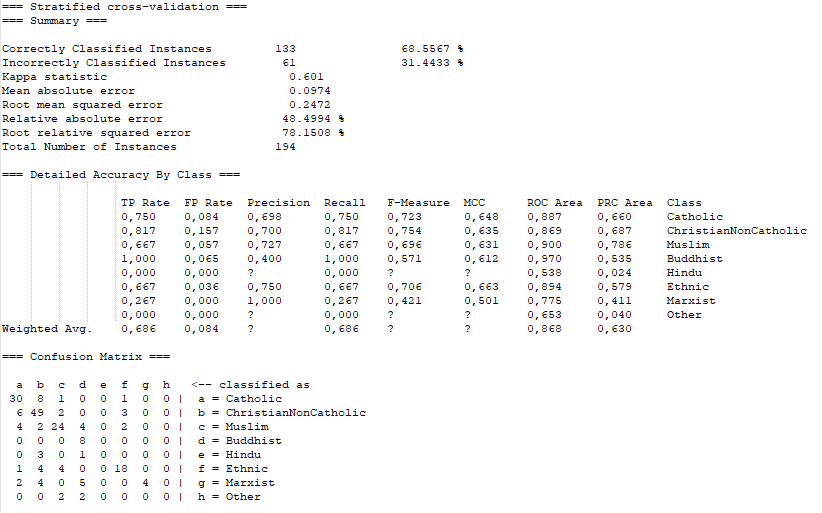 === Stratified cross-validation ===
=== Summary ===
Correctly Classified Instances 133 68.5567 %
Incorrectly Classified Instances 61 31.4433 %
Kappa statistic 0.601
Mean absolute error 0.0974
Root mean squared error 0.2472
Relative absolute error 48.4994 %
Root relative squared error 78.1508 %
Total Number of Instances 194
=== Detailed Accuracy By Class ===
TP Rate FP Rate Precision Recall F-Measure MCC ROC Area PRC Area Class
0,750 0,084 0,698 0,750 0,723 0,648 0,887 0,660 Catholic
0,817 0,157 0,700 0,817 0,754 0,635 0,869 0,687 ChristianNonCatholic
0,667 0,057 0,727 0,667 0,696 0,631 0,900 0,786 Muslim
1,000 0,065 0,400 1,000 0,571 0,612 0,970 0,535 Buddhist
0,000 0,000 ? 0,000 ? ? 0,538 0,024 Hindu
0,667 0,036 0,750 0,667 0,706 0,663 0,894 0,579 Ethnic
0,267 0,000 1,000 0,267 0,421 0,501 0,775 0,411 Marxist
0,000 0,000 ? 0,000 ? ? 0,653 0,040 Other
Weighted Avg. 0,686 0,084 ? 0,686 ? ? 0,868 0,630
=== Confusion Matrix ===
a b c d e f g h <-- classified as
30 8 1 0 0 1 0 0 | a = Catholic
6 49 2 0 0 3 0 0 | b = ChristianNonCatholic
4 2 24 4 0 2 0 0 | c = Muslim
0 0 0 8 0 0 0 0 | d = Buddhist
0 3 0 1 0 0 0 0 | e = Hindu
1 4 4 0 0 18 0 0 | f = Ethnic
2 4 0 5 0 0 4 0 | g = Marxist
0 0 2 2 0 0 0 0 | h = Other